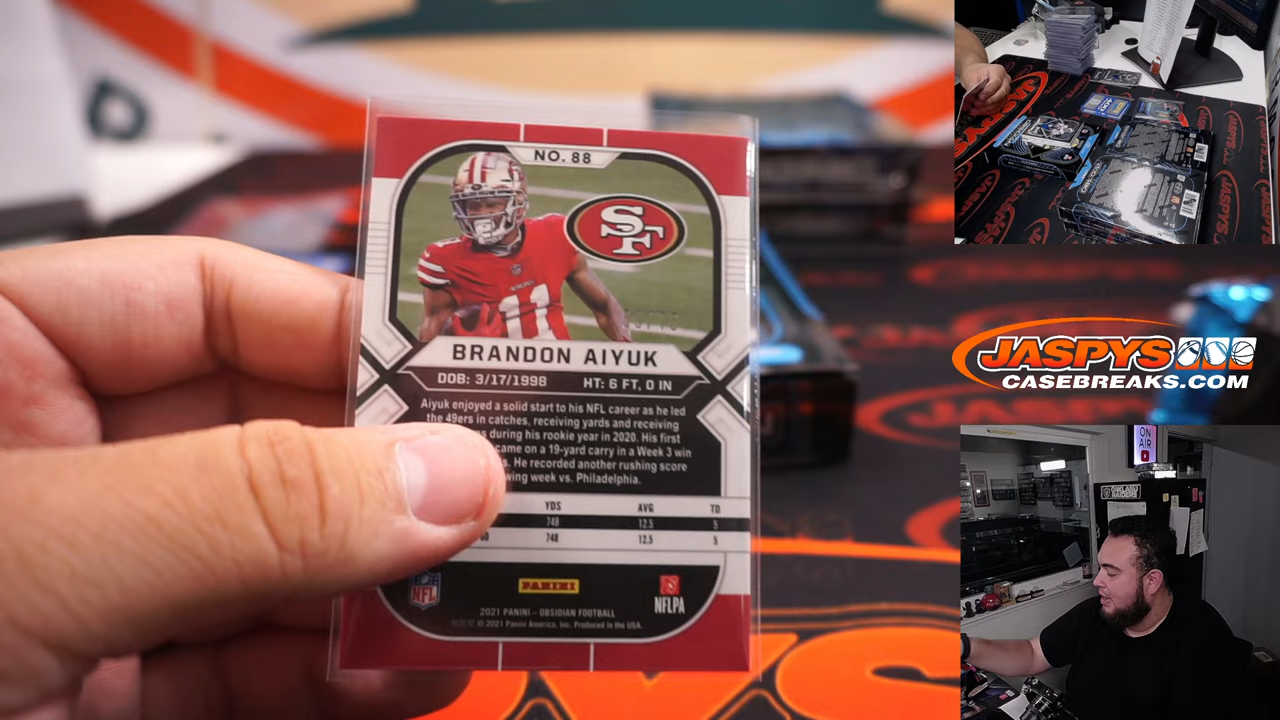 NO. 88
SF
11
BRANDON AIYUK
DOB: 3/17/1998 HT: 6 FT, 0 IN
Aiyuk enjoyed a solid start to his NFL career as he led
the 49ers in catches, receiving yards and receiving
during his rookie year in 2020. His first
came on a 19-yard carry in a Week 3 win
He recorded another rushing score
vs. Philadelphia.
YDS AVG TD
748 12.5 5
748 12.5 5
NFL PANINI NFLPA
2021 PANINI – OBSIDIAN FOOTBALL
© 2021 Panini America, Inc. Produced in the USA.
JASPYS
CASEBREAKS.COM
ON
AIR
OAKLAND
RAIDERS